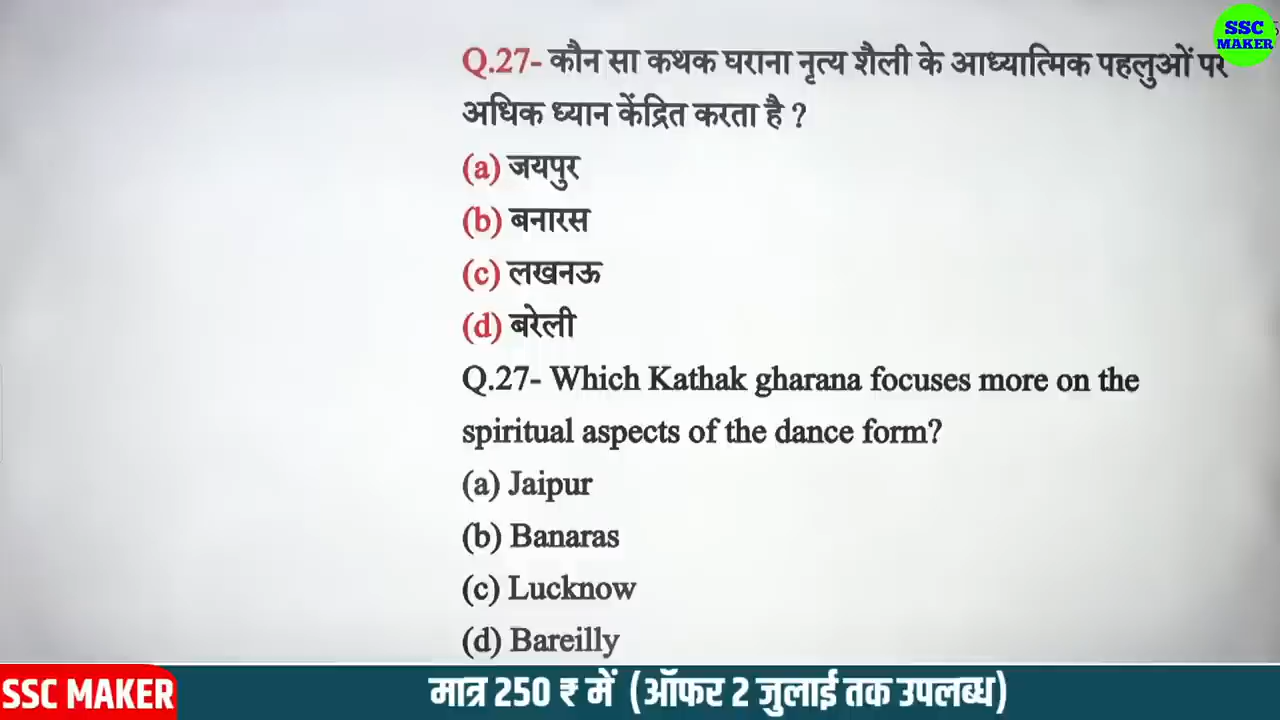 SSC
MAKER
Q.27- कौन सा कथक घराना नृत्य शैली के आध्यात्मिक पहलुओं पर
अधिक ध्यान केंद्रित करता है ?
(a) जयपुर
(b) बनारस
(c) लखनऊ
(d) बरेली
Q.27- Which Kathak gharana focuses more on the
spiritual aspects of the dance form?
(a) Jaipur
(b) Banaras
(c) Lucknow
(d) Bareilly
SSC MAKER
मात्र 250 ₹ में (ऑफर 2 जुलाई तक उपलब्ध)